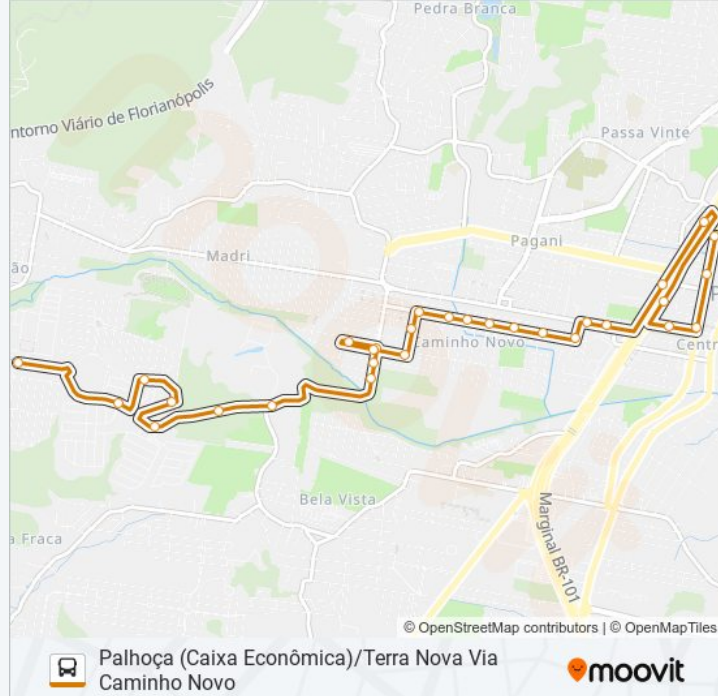 Pedra Branca
ntorno Viário de Florianópolis
Passa Vinte
Madri
Pagani
ão
Caminho Novo
Centr
Bela Vista
a Fraca
Marginal BR-101
© OpenStreetMap contributors | © OpenMapTiles
Palhoça (Caixa Econômica)/Terra Nova Via
Caminho Novo
moovit